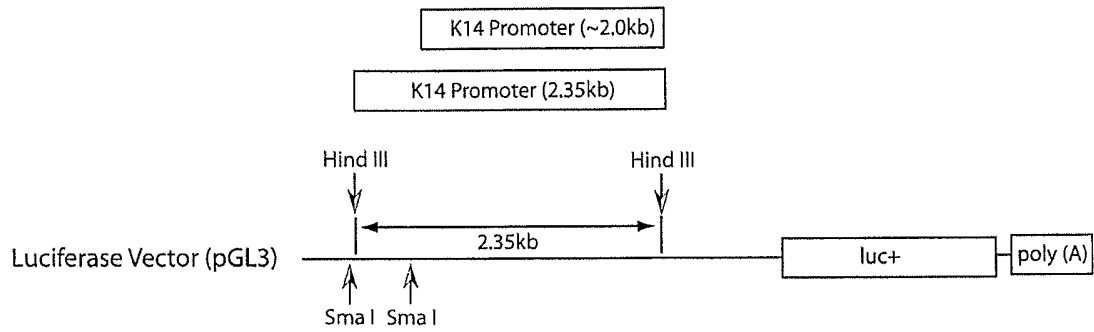 K14 Promoter (~2.0kb)
K14 Promoter (2.35kb)
Hind III
Hind III
2.35kb
Luciferase Vector (pGL3)
luc+
poly (A)
Sma I
Sma I